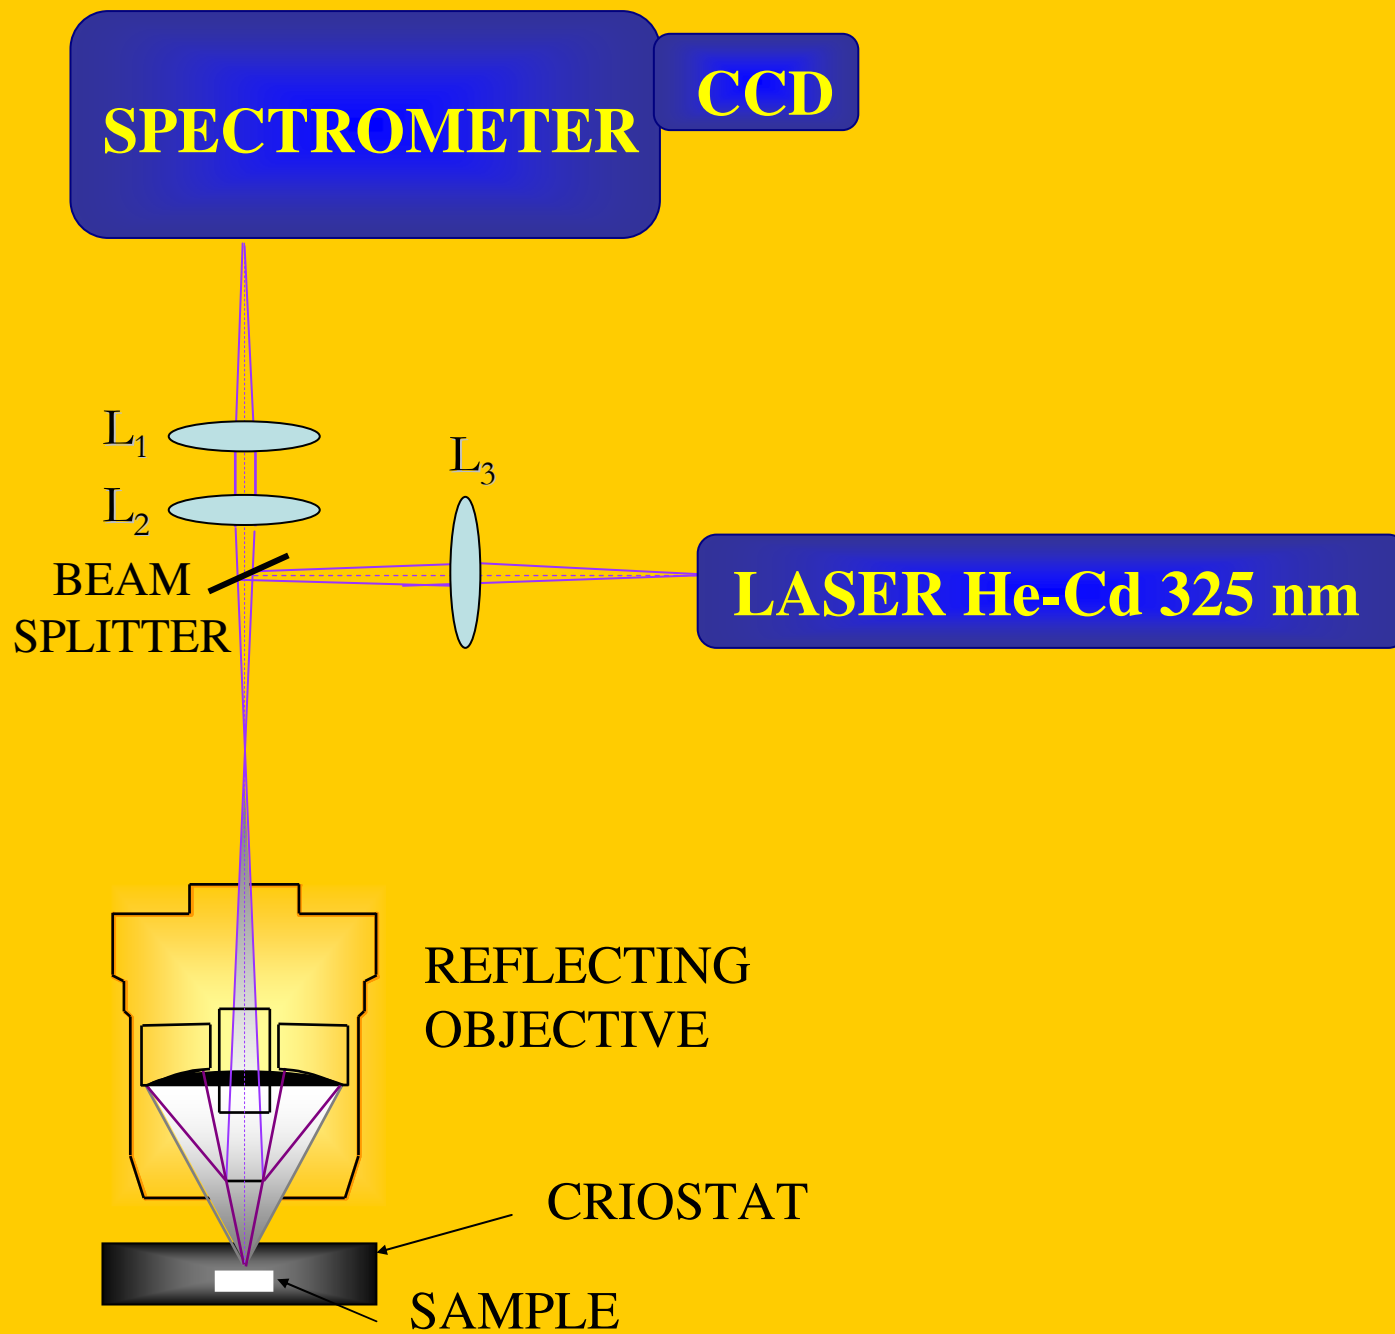 SPECTROMETER
CCD
L1
L3
L2
BEAM
SPLITTER
LASER He-Cd 325 nm
REFLECTING
OBJECTIVE
CRIOSTAT
SAMPLE